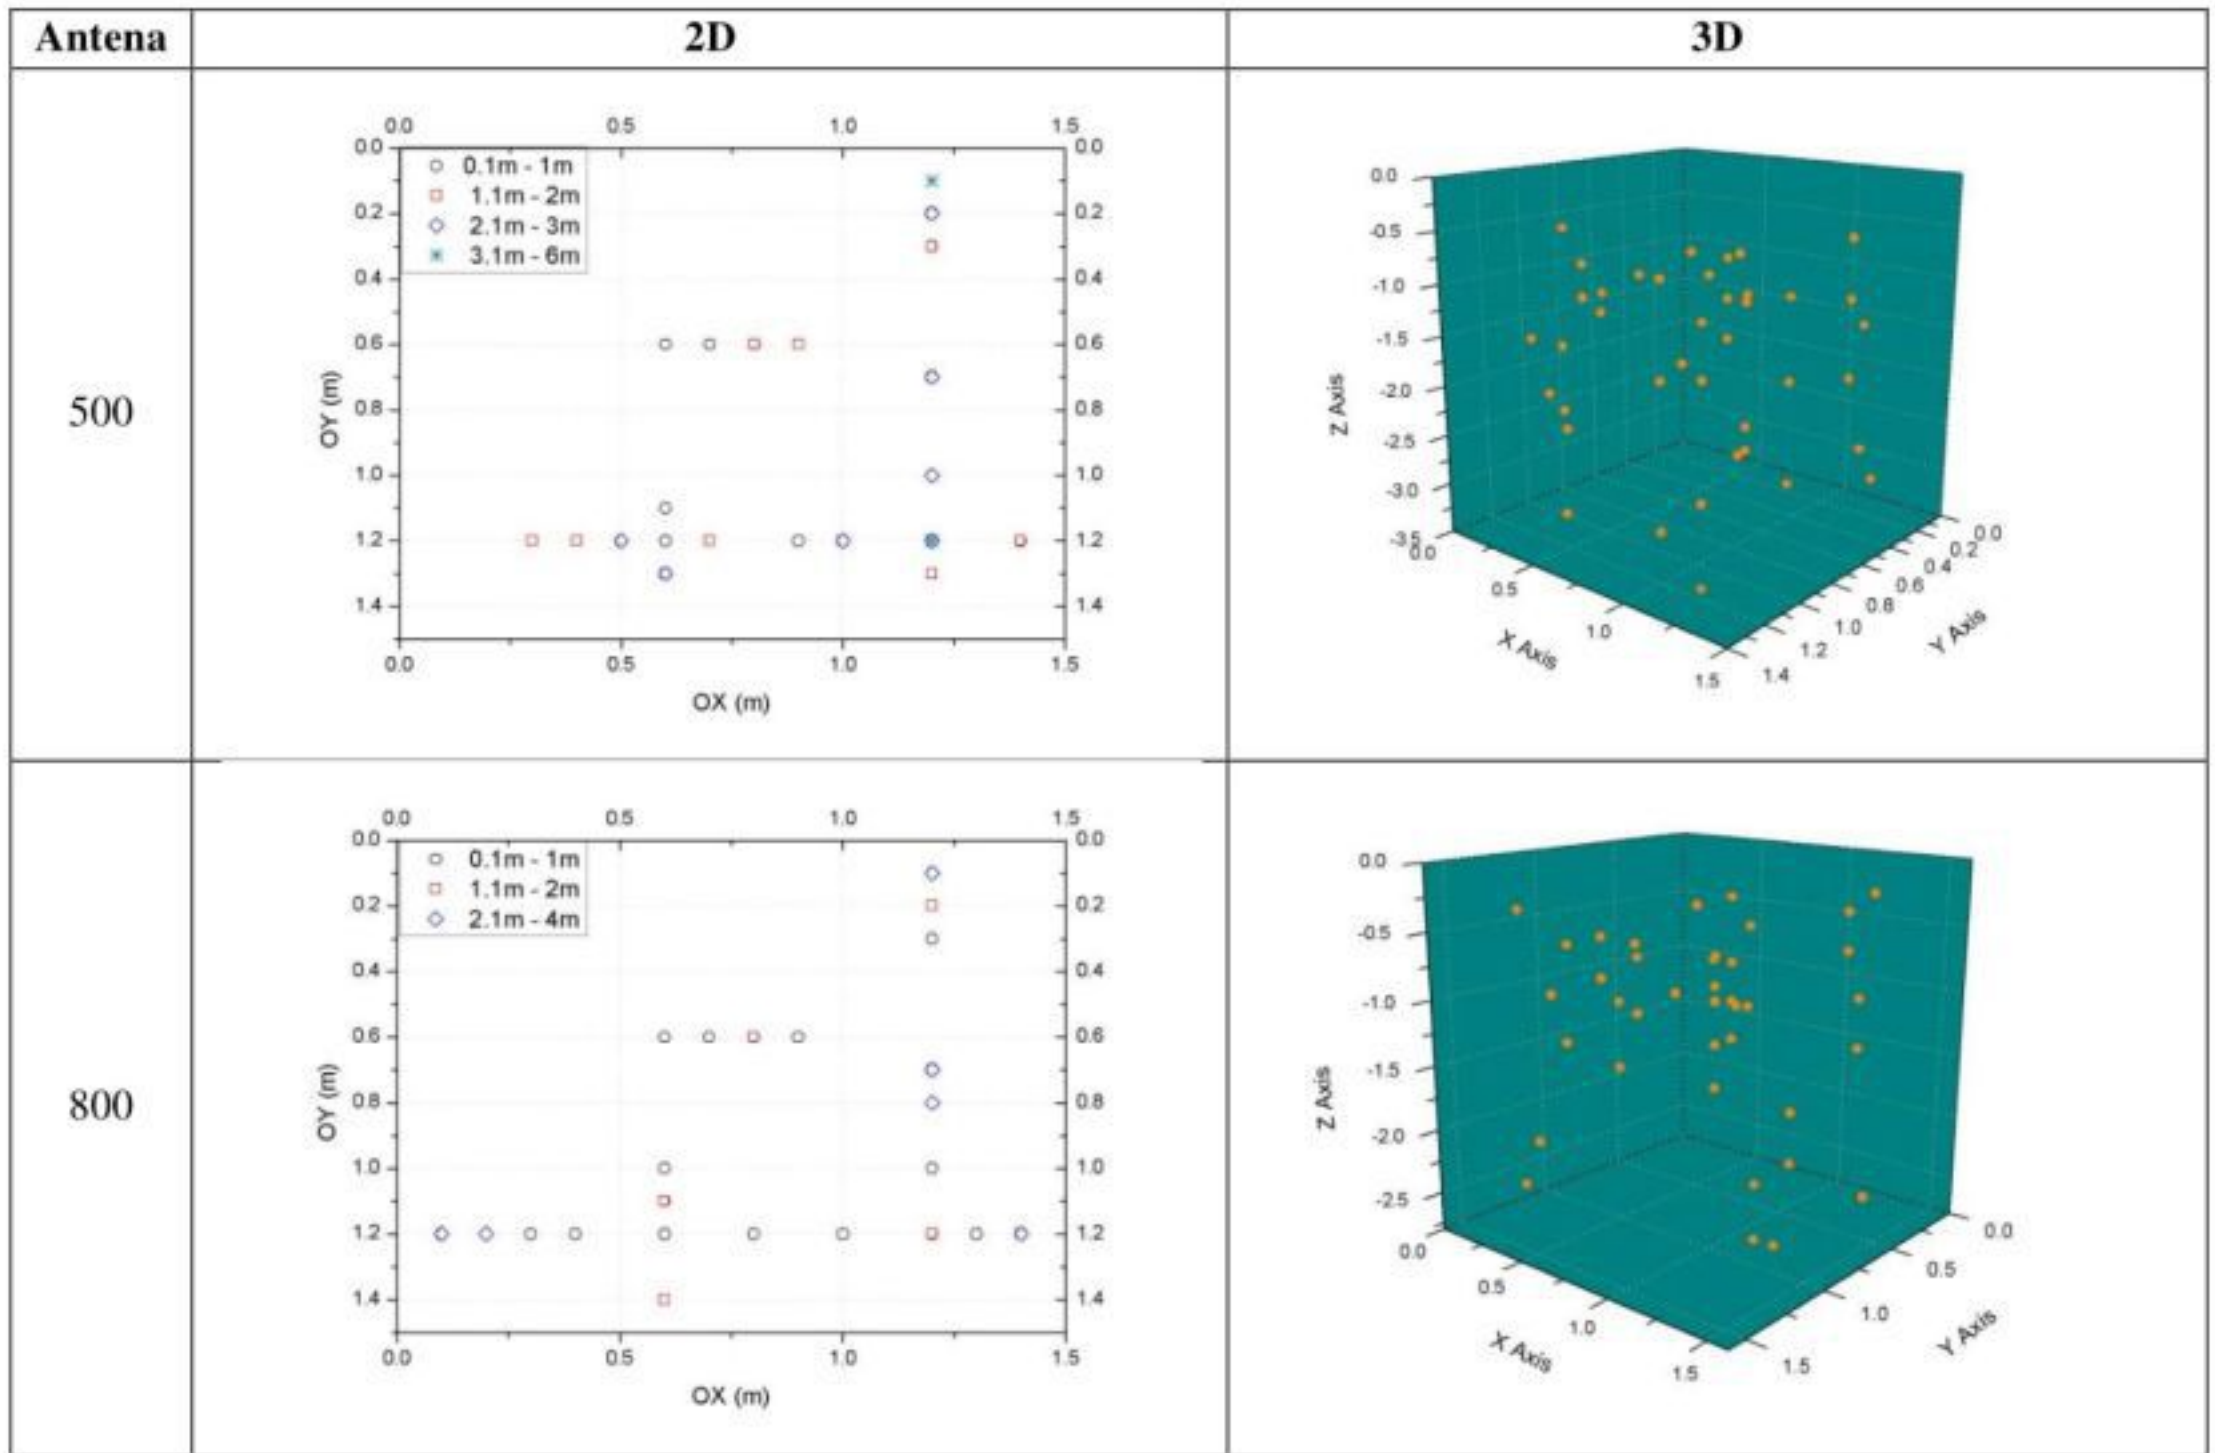 Antena 2D 3D
500
0.0 0.5 1.0 1.5
0.0 0.0
0.1m - 1m
1.1m - 2m
2.1m - 3m
3.1m - 6m
0.2 0.2
0.4 0.4
0.6 0.6
0.8 0.8
1.0 1.0
1.2 1.2
1.4 1.4
OY (m)
0.0 0.5 1.0 1.5
OX (m)
0.0
-0.5
-1.0
-1.5
-2.0
-2.5
-3.0
-3.5
Z Axis
0.0
0.5
1.0
1.5
X Axis
0.0
0.2
0.4
0.6
0.8
1.0
1.2
1.4
Y Axis
800
0.0 0.5 1.0 1.5
0.0 0.0
0.1m - 1m
1.1m - 2m
2.1m - 4m
0.2 0.2
0.4 0.4
0.6 0.6
0.8 0.8
1.0 1.0
1.2 1.2
1.4 1.4
OY (m)
0.0 0.5 1.0 1.5
OX (m)
0.0
-0.5
-1.0
-1.5
-2.0
-2.5
Z Axis
0.0
0.5
1.0
1.5
X Axis
0.0
0.5
1.0
1.5
Y Axis